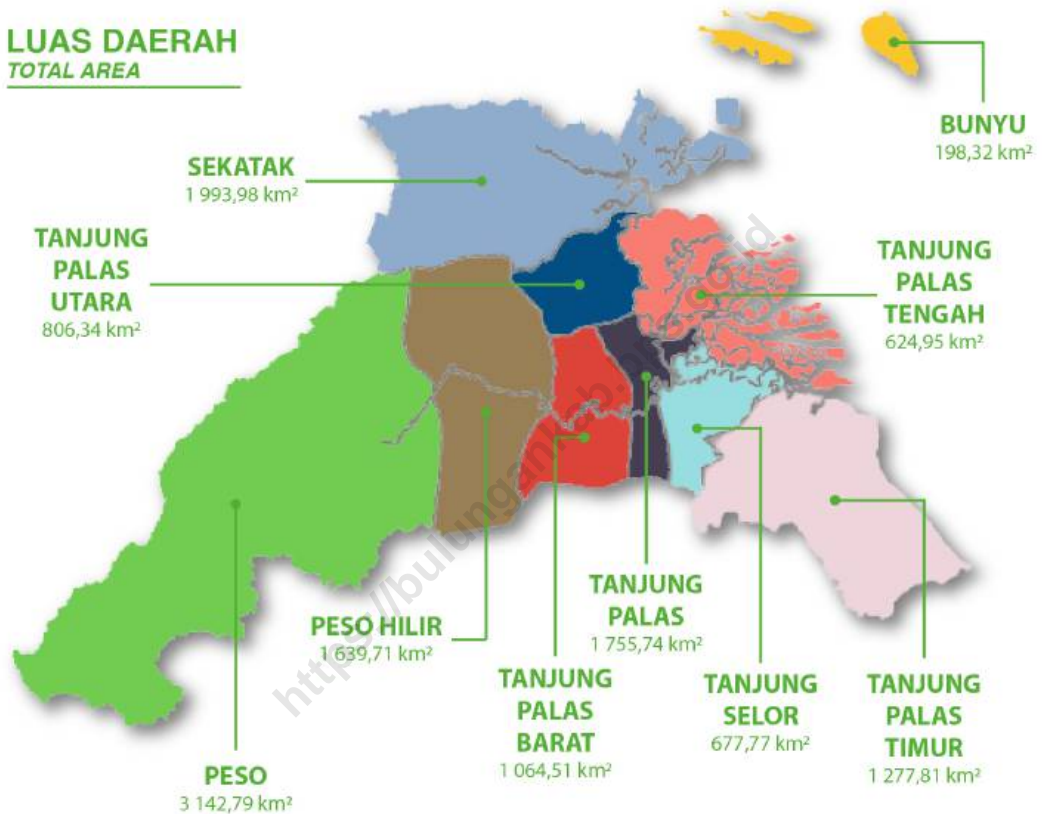 LUAS DAERAH
TOTAL AREA
BUNYU
198,32 km²
SEKATAK
1 993,98 km²
TANJUNG
PALAS
UTARA
806,34 km²
TANJUNG
PALAS
TENGAH
624,95 km²
TANJUNG
PALAS
1 755,74 km²
PESO HILIR
1 639,71 km²
TANJUNG
PALAS
BARAT
1 064,51 km²
TANJUNG
SELOR
677,77 km²
TANJUNG
PALAS
TIMUR
1 277,81 km²
PESO
3 142,79 km²